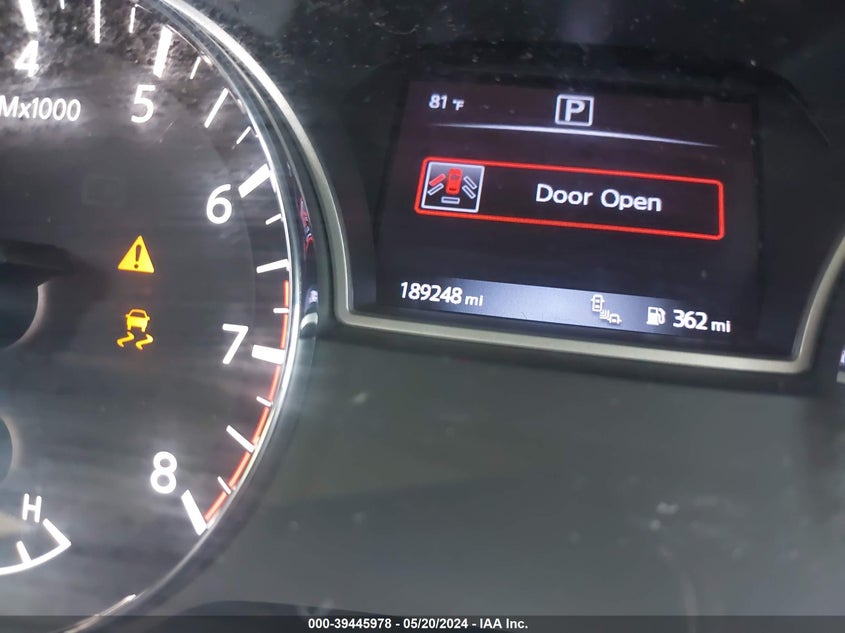 4
Mx1000
5
6
7
8
H
81 °F
P
Door Open
189248 mi
362 mi
000-39445978 - 05/20/2024 - IAA Inc.